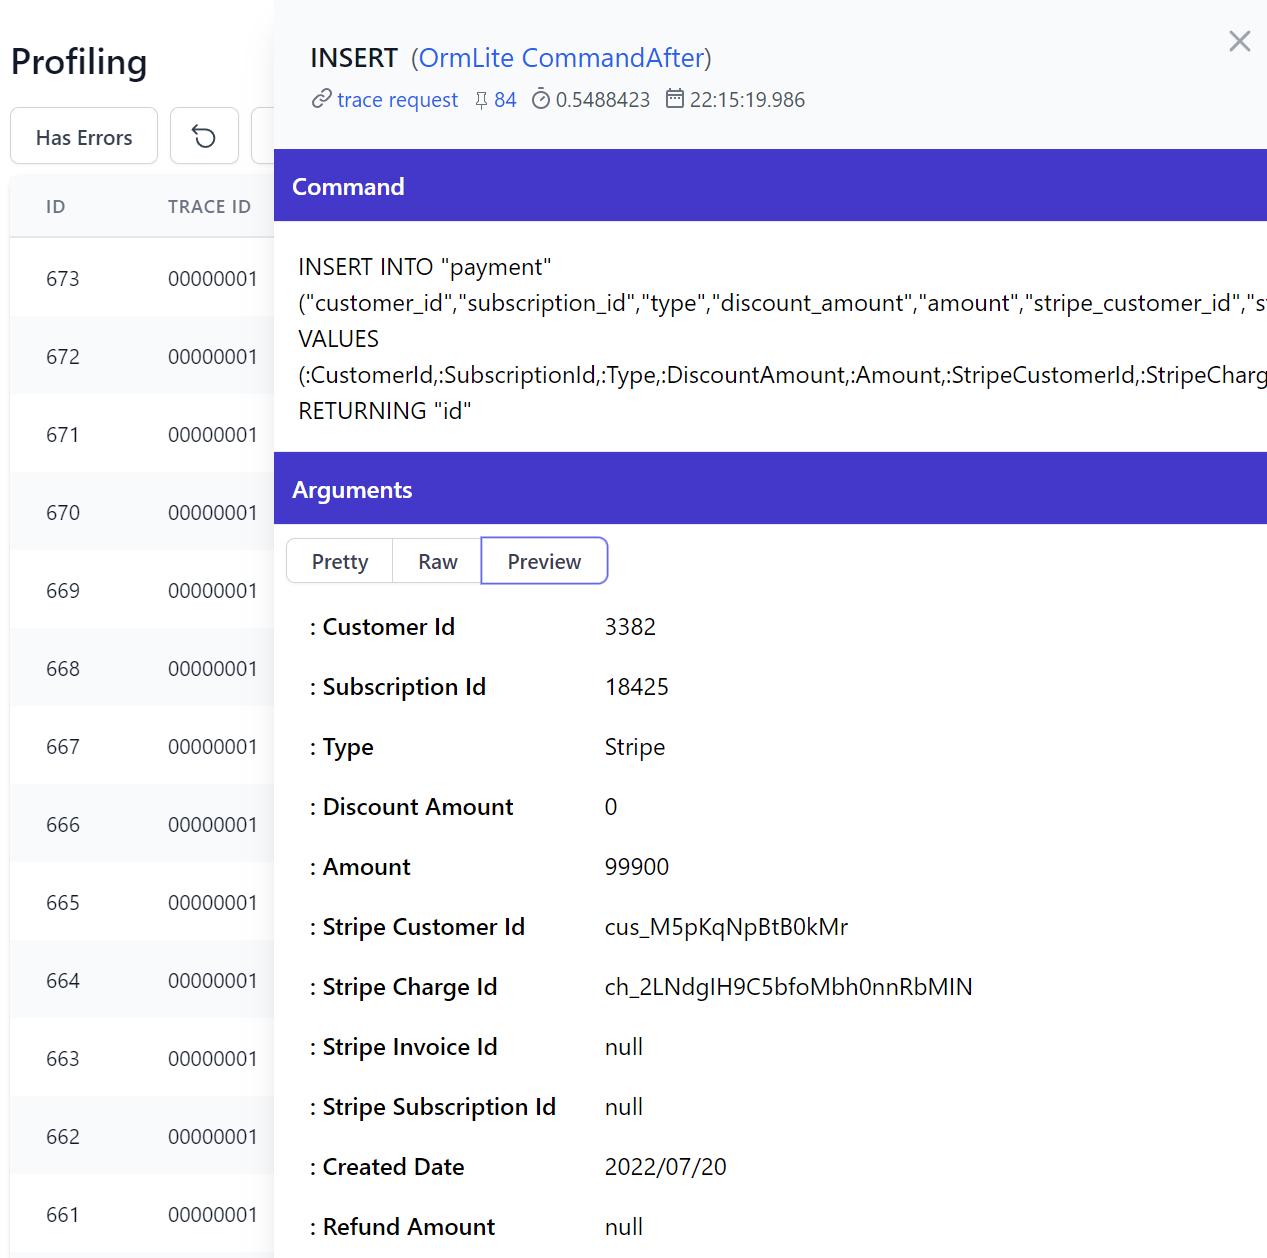 Profiling
Has Errors
ID TRACE ID
673 00000001
672 00000001
671 00000001
670 00000001
669 00000001
668 00000001
667 00000001
666 00000001
665 00000001
664 00000001
663 00000001
662 00000001
661 00000001
INSERT (OrmLite CommandAfter)
trace request 84 0.5488423 22:15:19.986
Command
INSERT INTO "payment"
("customer_id","subscription_id","type","discount_amount","amount","stripe_customer_id","s
VALUES
(:CustomerId,:SubscriptionId,:Type,:DiscountAmount,:Amount,:StripeCustomerId,:StripeCharg
RETURNING "id"
Arguments
Pretty Raw Preview
: Customer Id 3382
: Subscription Id 18425
: Type Stripe
: Discount Amount 0
: Amount 99900
: Stripe Customer Id cus_M5pKqNpBtB0kMr
: Stripe Charge Id ch_2LNdgIH9C5bfoMbh0nnRbMIN
: Stripe Invoice Id null
: Stripe Subscription Id null
: Created Date 2022/07/20
: Refund Amount null